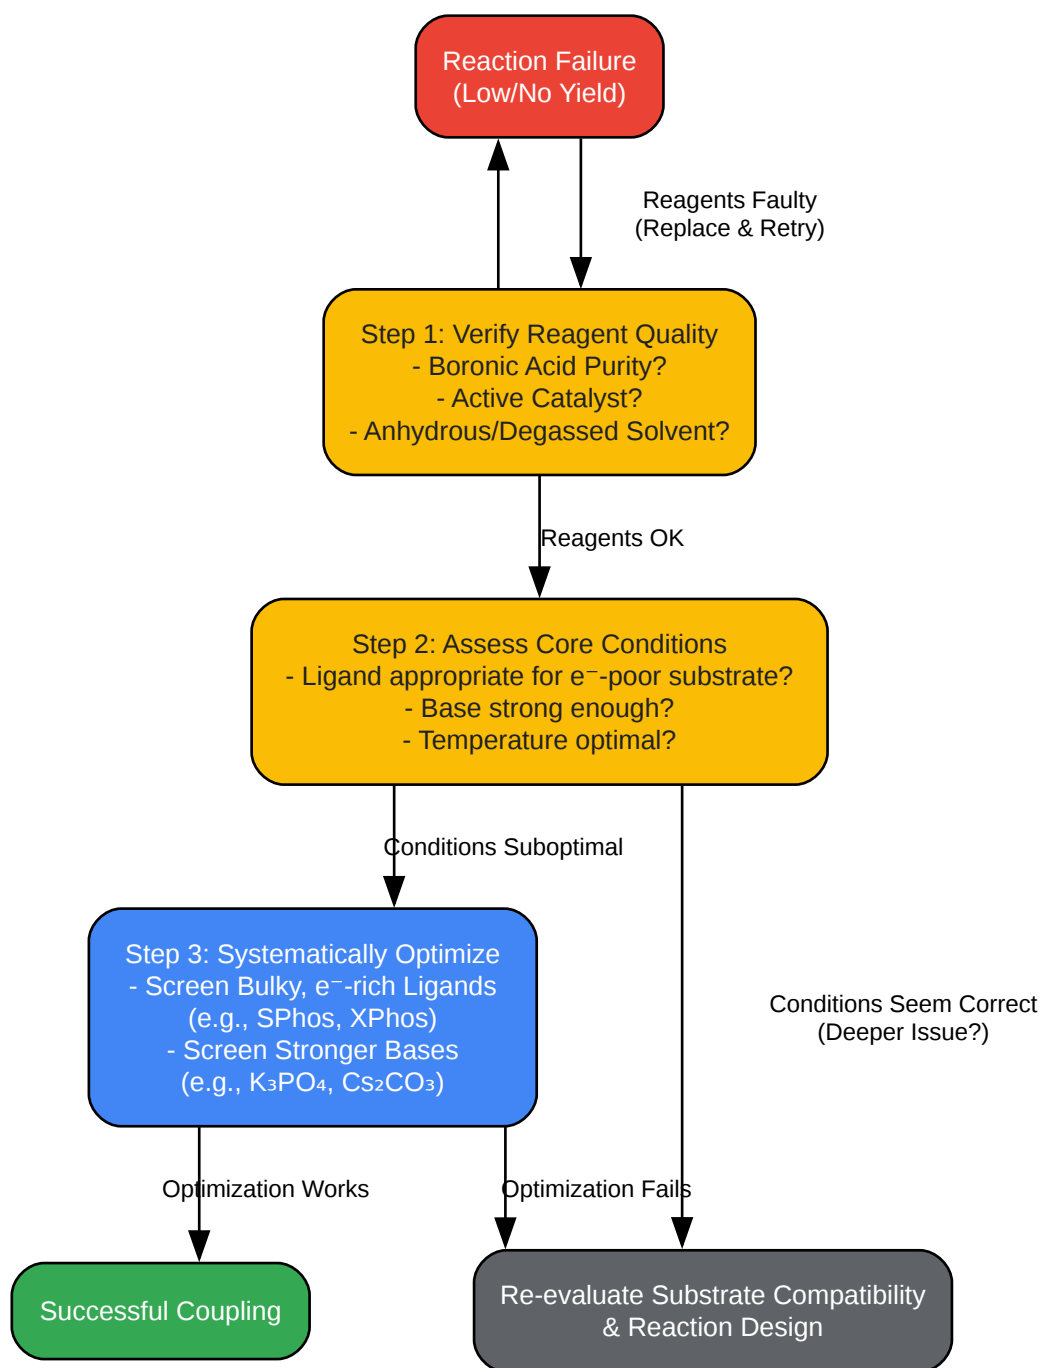 Reaction Failure
(Low/No Yield)
Reagents Faulty
(Replace & Retry)
Step 1: Verify Reagent Quality
- Boronic Acid Purity?
- Active Catalyst?
- Anhydrous/Degassed Solvent?
Reagents OK
Step 2: Assess Core Conditions
- Ligand appropriate for e⁻-poor substrate?
- Base strong enough?
- Temperature optimal?
Conditions Suboptimal
Step 3: Systematically Optimize
- Screen Bulky, e⁻-rich Ligands
(e.g., SPhos, XPhos)
- Screen Stronger Bases
(e.g., K₃PO₄, Cs₂CO₃)
Conditions Seem Correct
(Deeper Issue?)
Optimization Works
Optimization Fails
Successful Coupling
Re-evaluate Substrate Compatibility
& Reaction Design